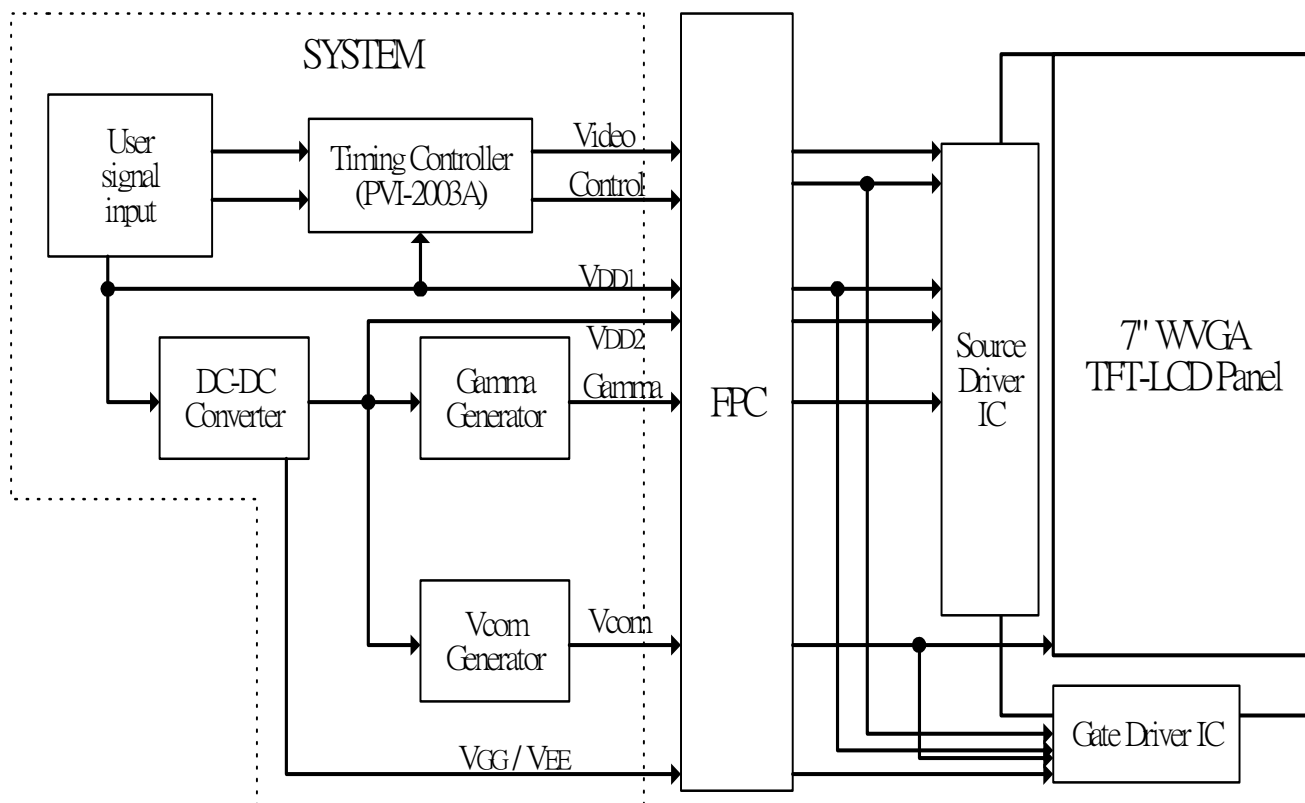 SYSTEM
User
signal
input
Timing Controller
(PVI-2003A)
Video
Control
VDD1
VDD2
DC-DC
Converter
Gamma
Generator
Gamma
Vcom
Generator
Vcom
VGG / VEE
FPC
Source
Driver
IC
7" WVGA
TFT-LCD Panel
Gate Driver IC